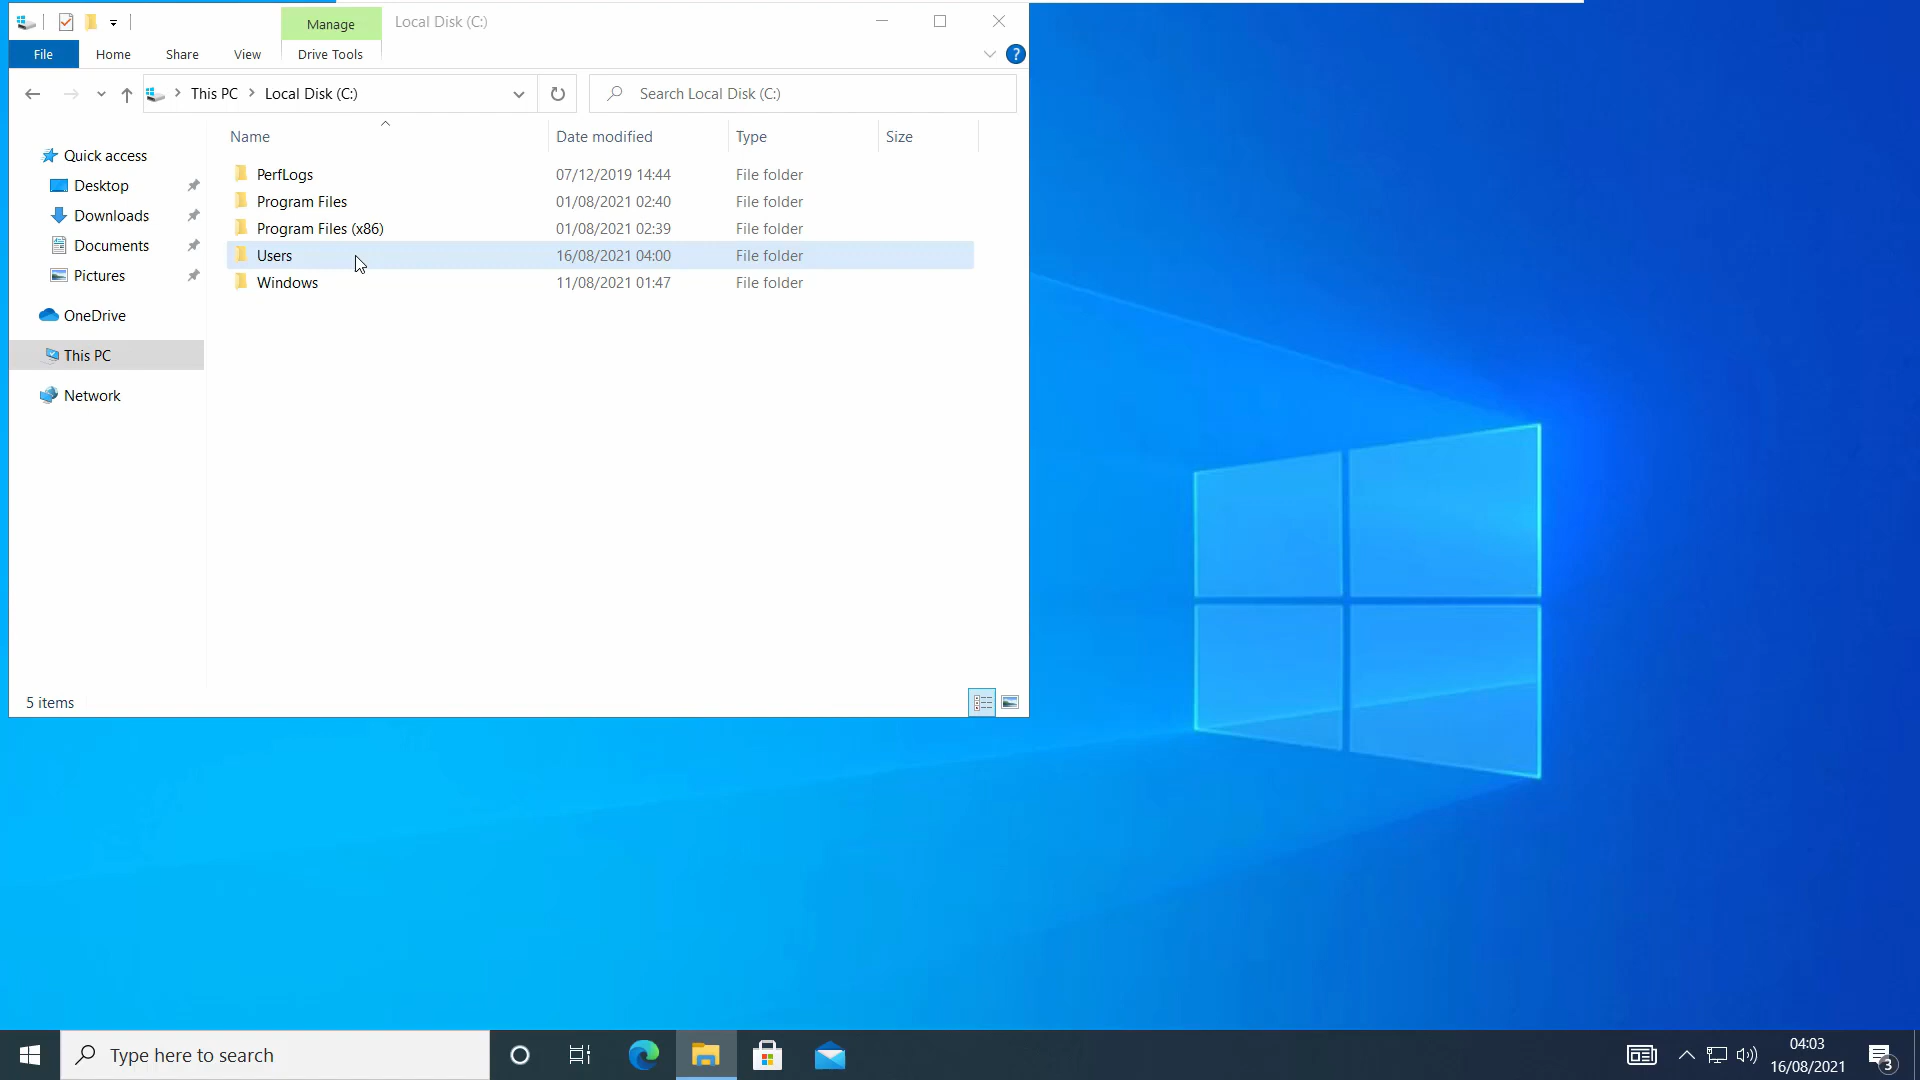 Manage
Local Disk (C:)
File
Home
Share
View
Drive Tools
?
This PC
Local Disk (C:)
Search Local Disk (C:)
Name
Date modified
Type
Size
Quick access
Desktop
Downloads
Documents
Pictures
OneDrive
This PC
Network
PerfLogs 07/12/2019 14:44 File folder
Program Files 01/08/2021 02:40 File folder
Program Files (x86) 01/08/2021 02:39 File folder
Users 16/08/2021 04:00 File folder
Windows 11/08/2021 01:47 File folder
5 items
Type here to search
04:03
16/08/2021
3